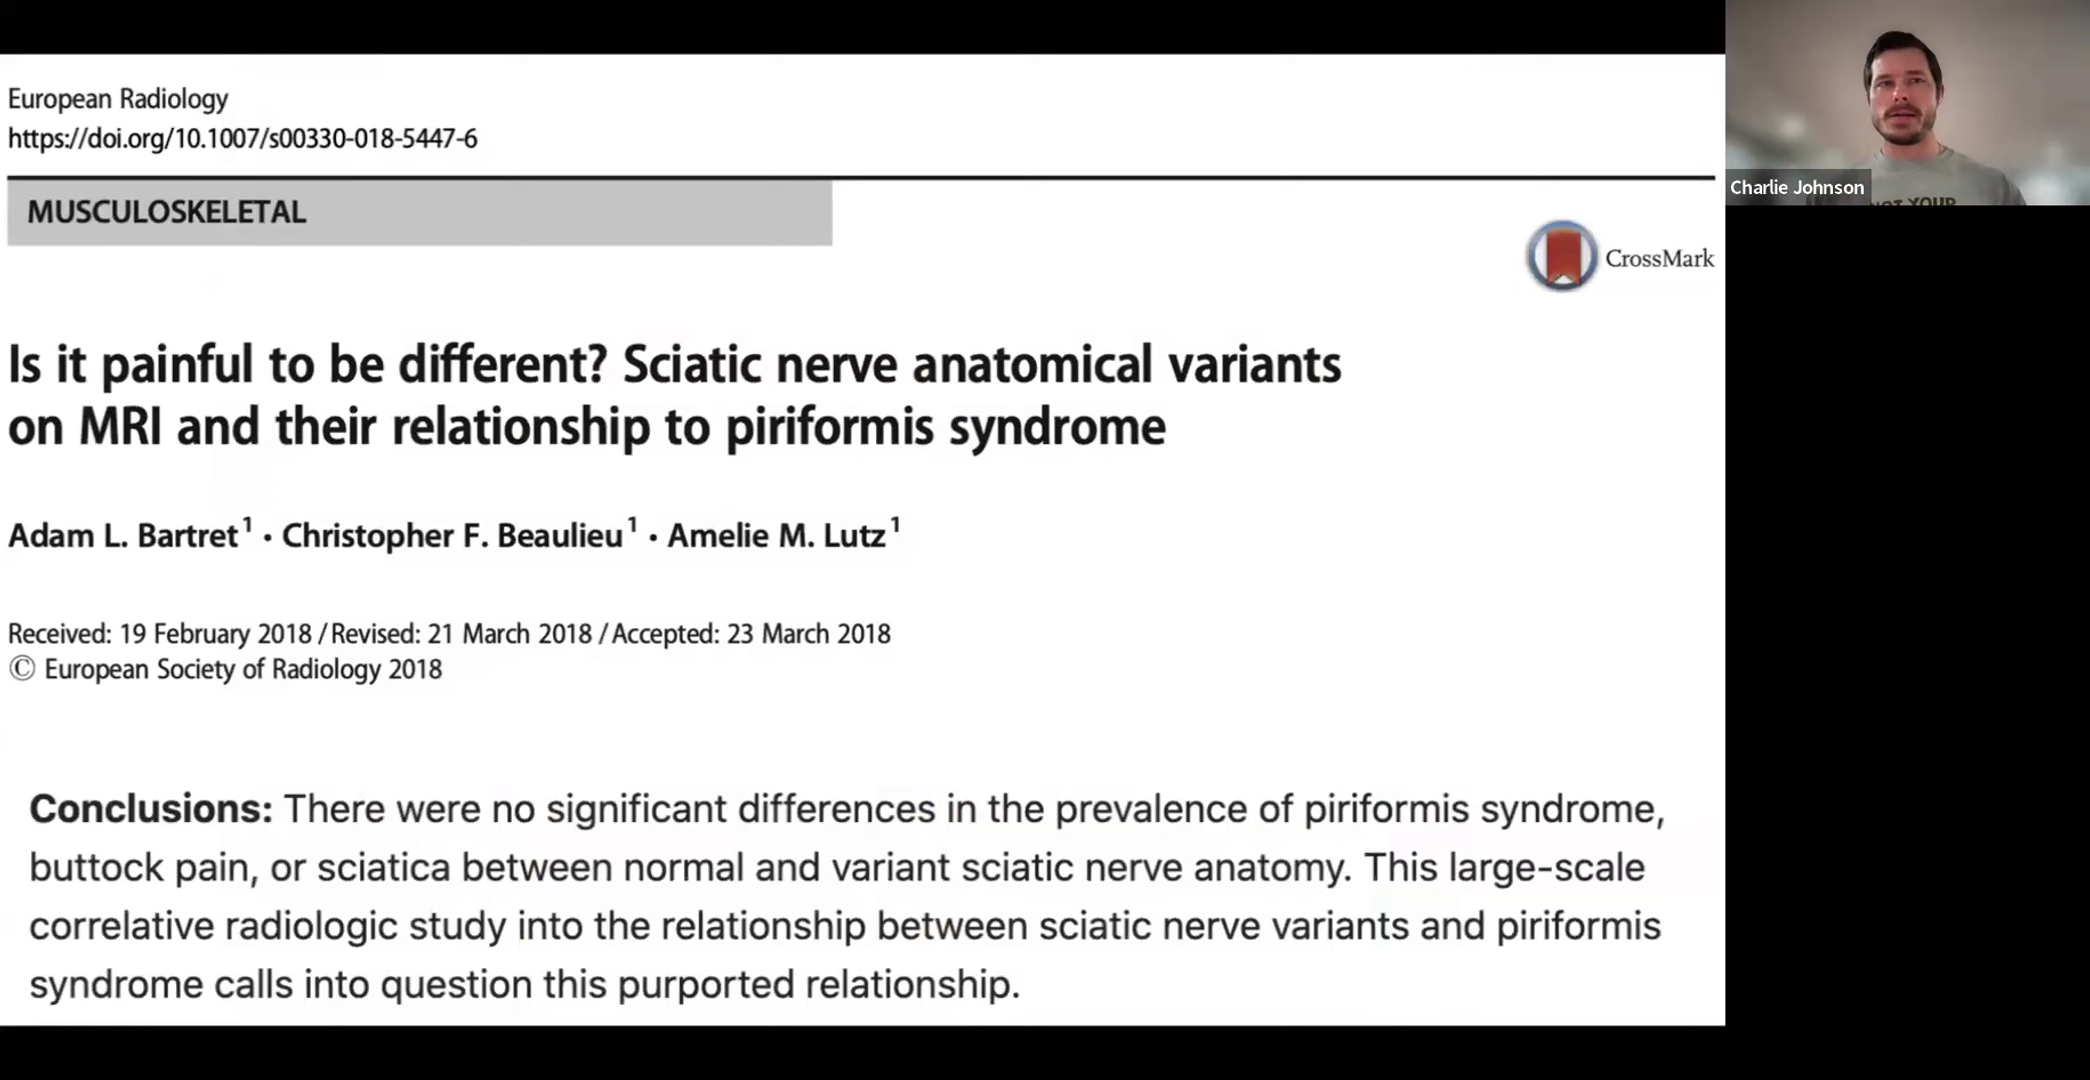 European Radiology
https://doi.org/10.1007/s00330-018-5447-6
MUSCULOSKELETAL
CrossMark
Is it painful to be different? Sciatic nerve anatomical variants
on MRI and their relationship to piriformis syndrome
Adam L. Bartret1 • Christopher F. Beaulieu1 • Amelie M. Lutz1
Received: 19 February 2018 / Revised: 21 March 2018 / Accepted: 23 March 2018
© European Society of Radiology 2018
Conclusions: There were no significant differences in the prevalence of piriformis syndrome,
buttock pain, or sciatica between normal and variant sciatic nerve anatomy. This large-scale
correlative radiologic study into the relationship between sciatic nerve variants and piriformis
syndrome calls into question this purported relationship.
Charlie Johnson
NOT YOUR